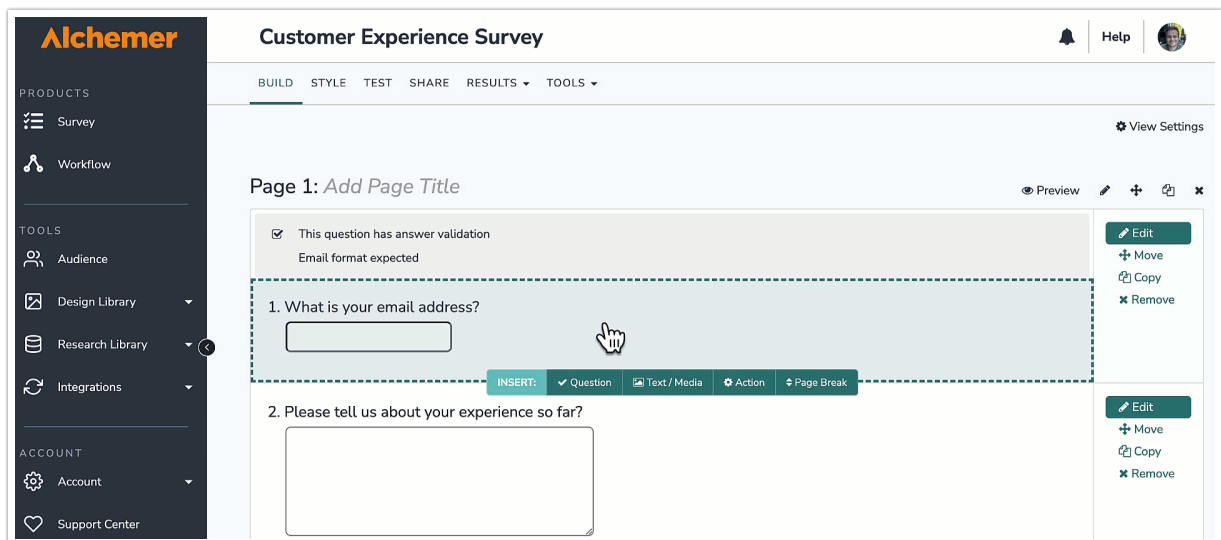 Alchemer
Customer Experience Survey
Help
PRODUCTS
Survey
Workflow
TOOLS
Audience
Design Library
Research Library
Integrations
ACCOUNT
Account
Support Center
BUILD STYLE TEST SHARE RESULTS TOOLS
View Settings
Page 1: Add Page Title
Preview
This question has answer validation
Email format expected
Edit
Move
Copy
Remove
1. What is your email address?
INSERT: Question Text / Media Action Page Break
2. Please tell us about your experience so far?
Edit
Move
Copy
Remove